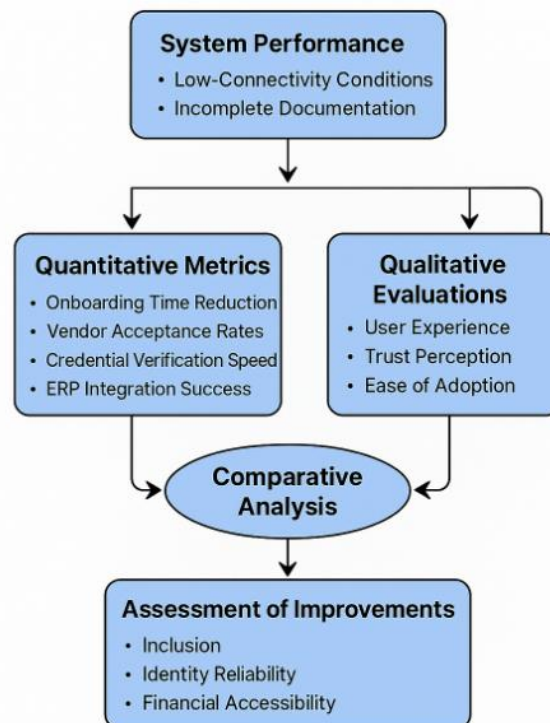 System Performance
• Low-Connectivity Conditions
• Incomplete Documentation
Quantitative Metrics
• Onboarding Time Reduction
• Vendor Acceptance Rates
• Credential Verification Speed
• ERP Integration Success
Qualitative
Evaluations
• User Experience
• Trust Perception
• Ease of Adoption
Comparative
Analysis
Assessment of Improvements
• Inclusion
• Identity Reliability
• Financial Accessibility